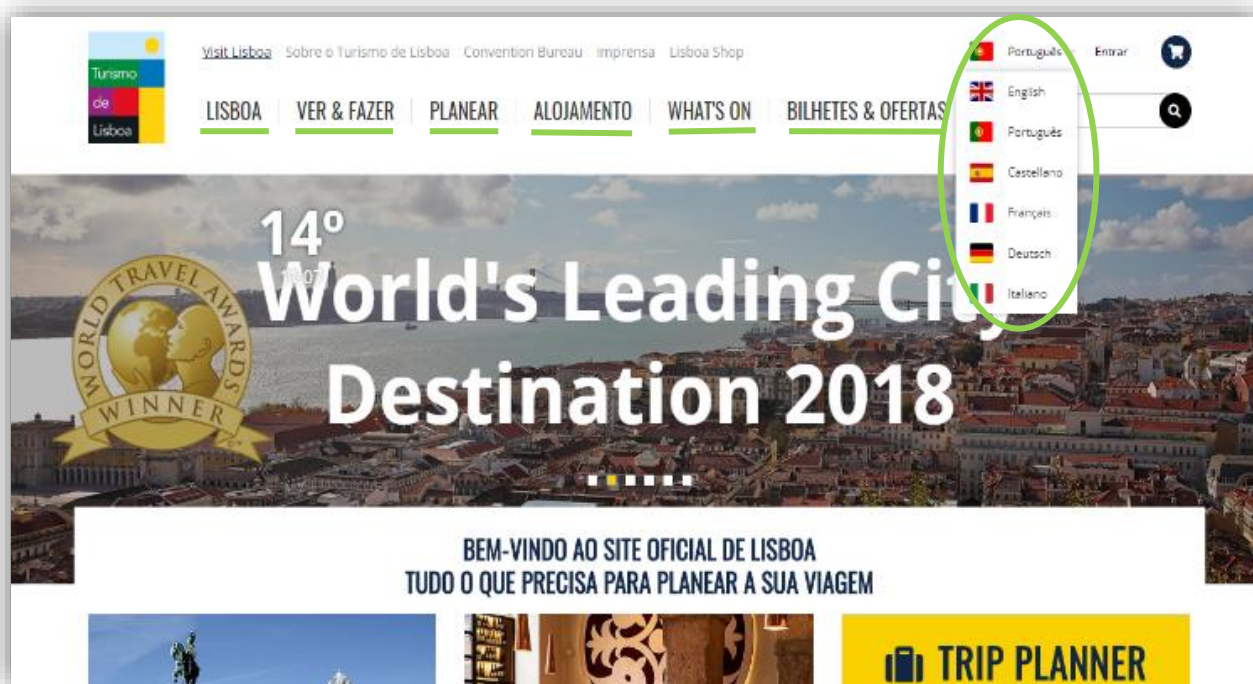 Turismo
de
Lisboa
Visit Lisboa Sobre o Turismo de Lisboa Convention Bureau Imprensa Lisboa Shop
Português Entrar
LISBOA VER & FAZER PLANEAR ALOJAMENTO WHAT'S ON BILHETES & OFERTAS
English
Português
Castellano
Français
Deutsch
Italiano
14º
WORLD TRAVEL AWARDS
WINNER
World's Leading City
Destination 2018
BEM-VINDO AO SITE OFICIAL DE LISBOA
TUDO O QUE PRECISA PARA PLANEAR A SUA VIAGEM
TRIP PLANNER